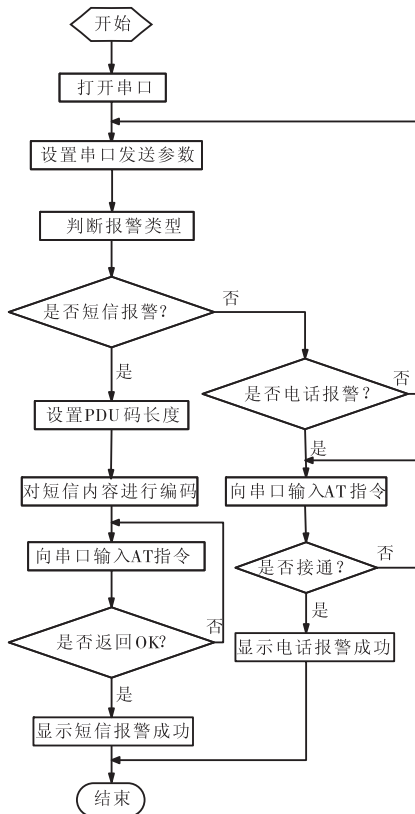 开始
打开串口
设置串口发送参数
判断报警类型
是否短信报警?
否
是
是否电话报警?
否
是
设置PDU码长度
对短信内容进行编码
向串口输入AT指令
向串口输入AT指令
是否接通?
否
是
是否返回OK?
否
是
显示电话报警成功
显示短信报警成功
结束